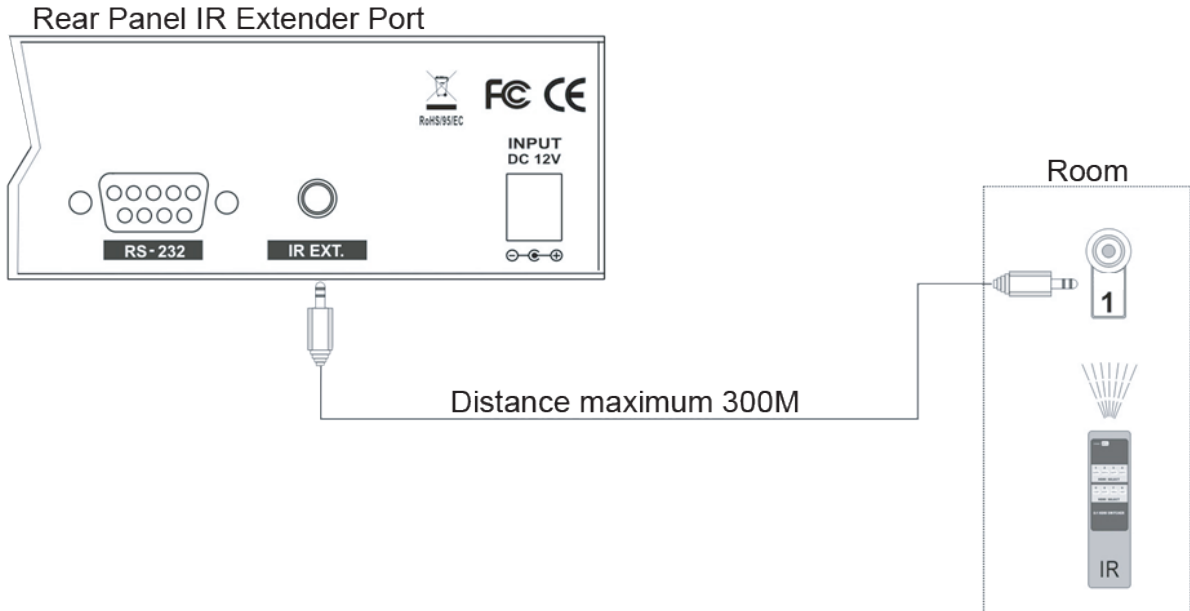 Rear Panel IR Extender Port
FC CE
RoHS/95/EC
INPUT
DC 12V
RS-232
IR EXT.
Room
1
Distance maximum 300M
IR